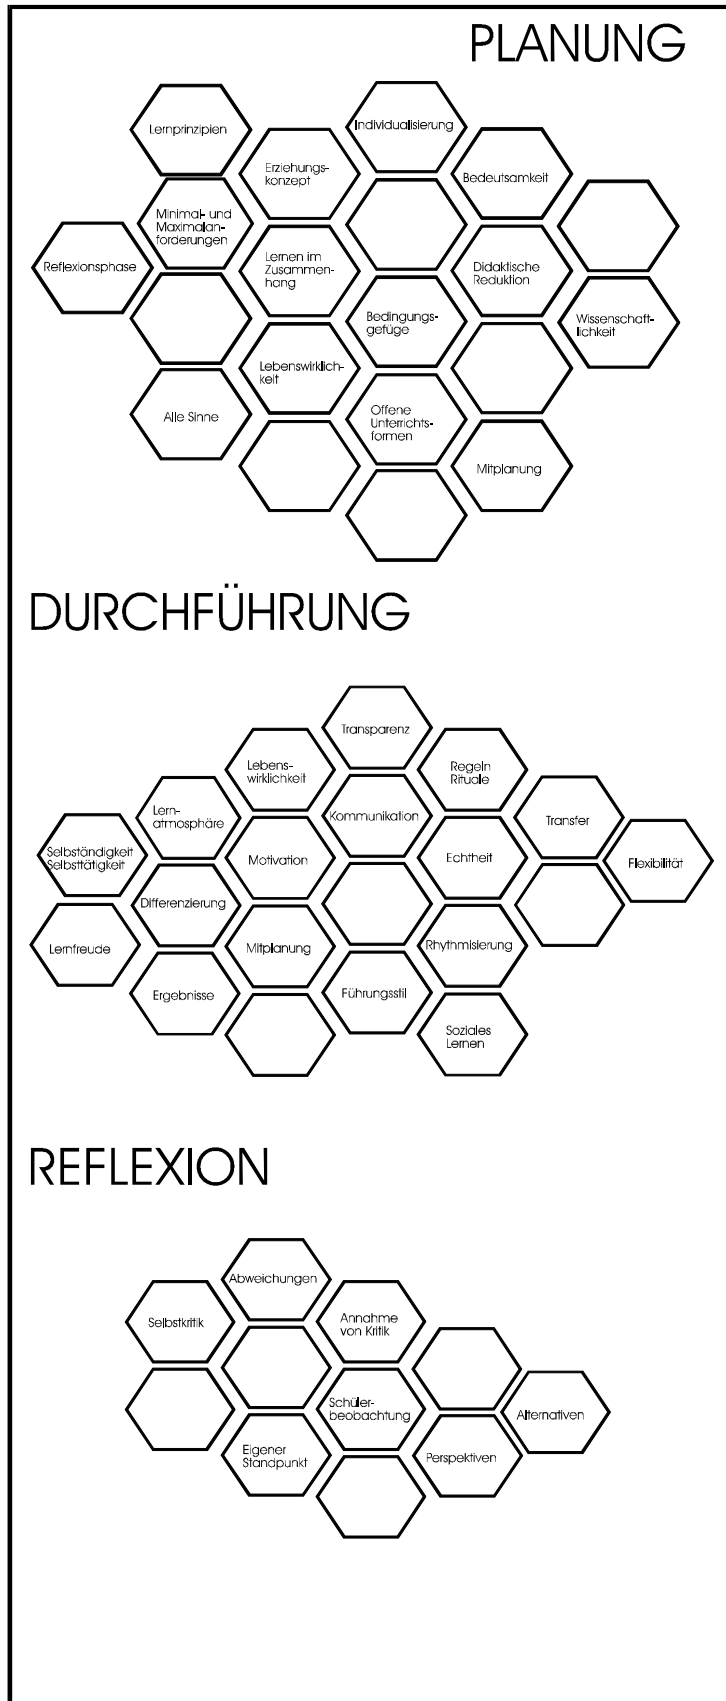 PLANUNG
Lernprinzipien
Individualisierung
Erziehungs-
konzept
Bedeutsamkeit
Minimal- und
Maximalan-
forderungen
Reflexionsphase
Lernen im
Zusammen-
hang
Didaktische
Reduktion
Bedingungs-
gefüge
Wissenschaft-
lichkeit
Lebenswirklich-
keit
Alle Sinne
Offene
Unterrichts-
formen
Mitplanung
DURCHFÜHRUNG
Transparenz
Lebens-
wirklichkeit
Regeln
Rituale
Lern-
atmosphäre
Kommunikation
Transfer
Selbständigkeit
Selbsttätigkeit
Motivation
Echtheit
Flexibilität
Differenzierung
Lernfreude
Mitplanung
Rhythmisierung
Ergebnisse
Führungsstil
Soziales
Lernen
REFLEXION
Abweichungen
Selbstkritik
Annahme
von Kritik
Schüler-
beobachtung
Alternativen
Eigener
Standpunkt
Perspektiven